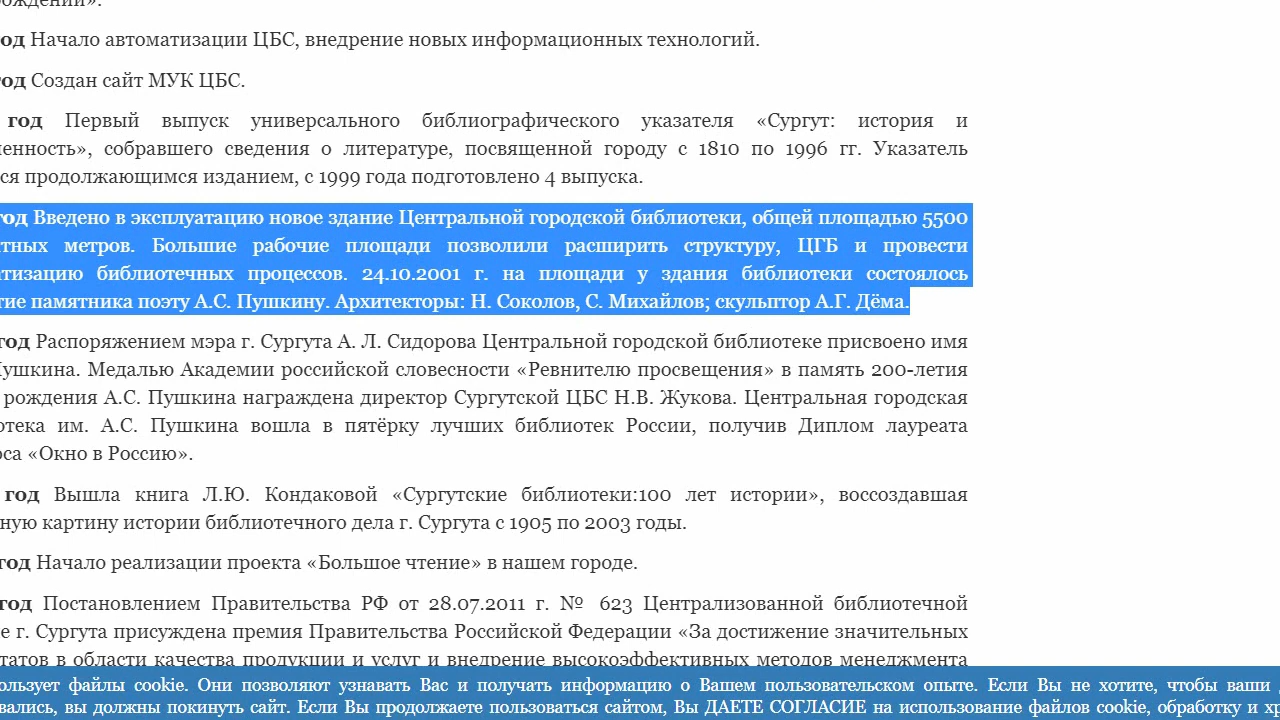 рождений».
год Начало автоматизации ЦБС, внедрение новых информационных технологий.
год Создан сайт МУК ЦБС.
год Первый выпуск универсального библиографического указателя «Сургут: история и
менность», собравшего сведения о литературе, посвященной городу с 1810 по 1996 гг. Указатель
ся продолжающимся изданием, с 1999 года подготовлено 4 выпуска.
год Введено в эксплуатацию новое здание Центральной городской библиотеки, общей площадью 5500
тных метров. Большие рабочие площади позволили расширить структуру, ЦГБ и провести
атизацию библиотечных процессов. 24.10.2001 г. на площади у здания библиотеки состоялось
тие памятника поэту А.С. Пушкину. Архитекторы: Н. Соколов, С. Михайлов; скульптор А.Г. Дёма.
год Распоряжением мэра г. Сургута А. Л. Сидорова Центральной городской библиотеке присвоено имя
Пушкина. Медалью Академии российской словесности «Ревнителю просвещения» в память 200-летия
рождения А.С. Пушкина награждена директор Сургутской ЦБС Н.В. Жукова. Центральная городская
отека им. А.С. Пушкина вошла в пятёрку лучших библиотек России, получив Диплом лауреата
рса «Окно в Россию».
год Вышла книга Л.Ю. Кондаковой «Сургутские библиотеки:100 лет истории», воссоздавшая
ную картину истории библиотечного дела г. Сургута с 1905 по 2003 годы.
год Начало реализации проекта «Большое чтение» в нашем городе.
год Постановлением Правительства РФ от 28.07.2011 г. № 623 Централизованной библиотечной
е г. Сургута присуждена премия Правительства Российской Федерации «За достижение значительных
татов в области качества продукции и услуг и внедрение высокоэффективных методов менеджмента
ользует файлы cookie. Они позволяют узнавать Вас и получать информацию о Вашем пользовательском опыте. Если Вы не хотите, чтобы ваши
вались, вы должны покинуть сайт. Если Вы продолжаете пользоваться сайтом, Вы ДАЕТЕ СОГЛАСИЕ на использование файлов cookie, обработку и хр